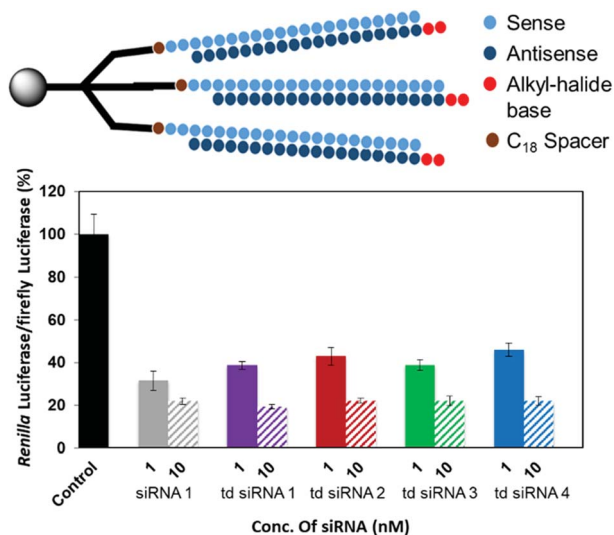 Sense
Antisense
Alkyl-halide
base
C₁₈ Spacer
Renilla Luciferase/firefly Luciferase (%)
120
100
80
60
40
20
0
Control
1 10 1 10 1 10 1 10 1 10
siRNA 1 td siRNA 1 td siRNA 2 td siRNA 3 td siRNA 4
Conc. Of siRNA (nM)